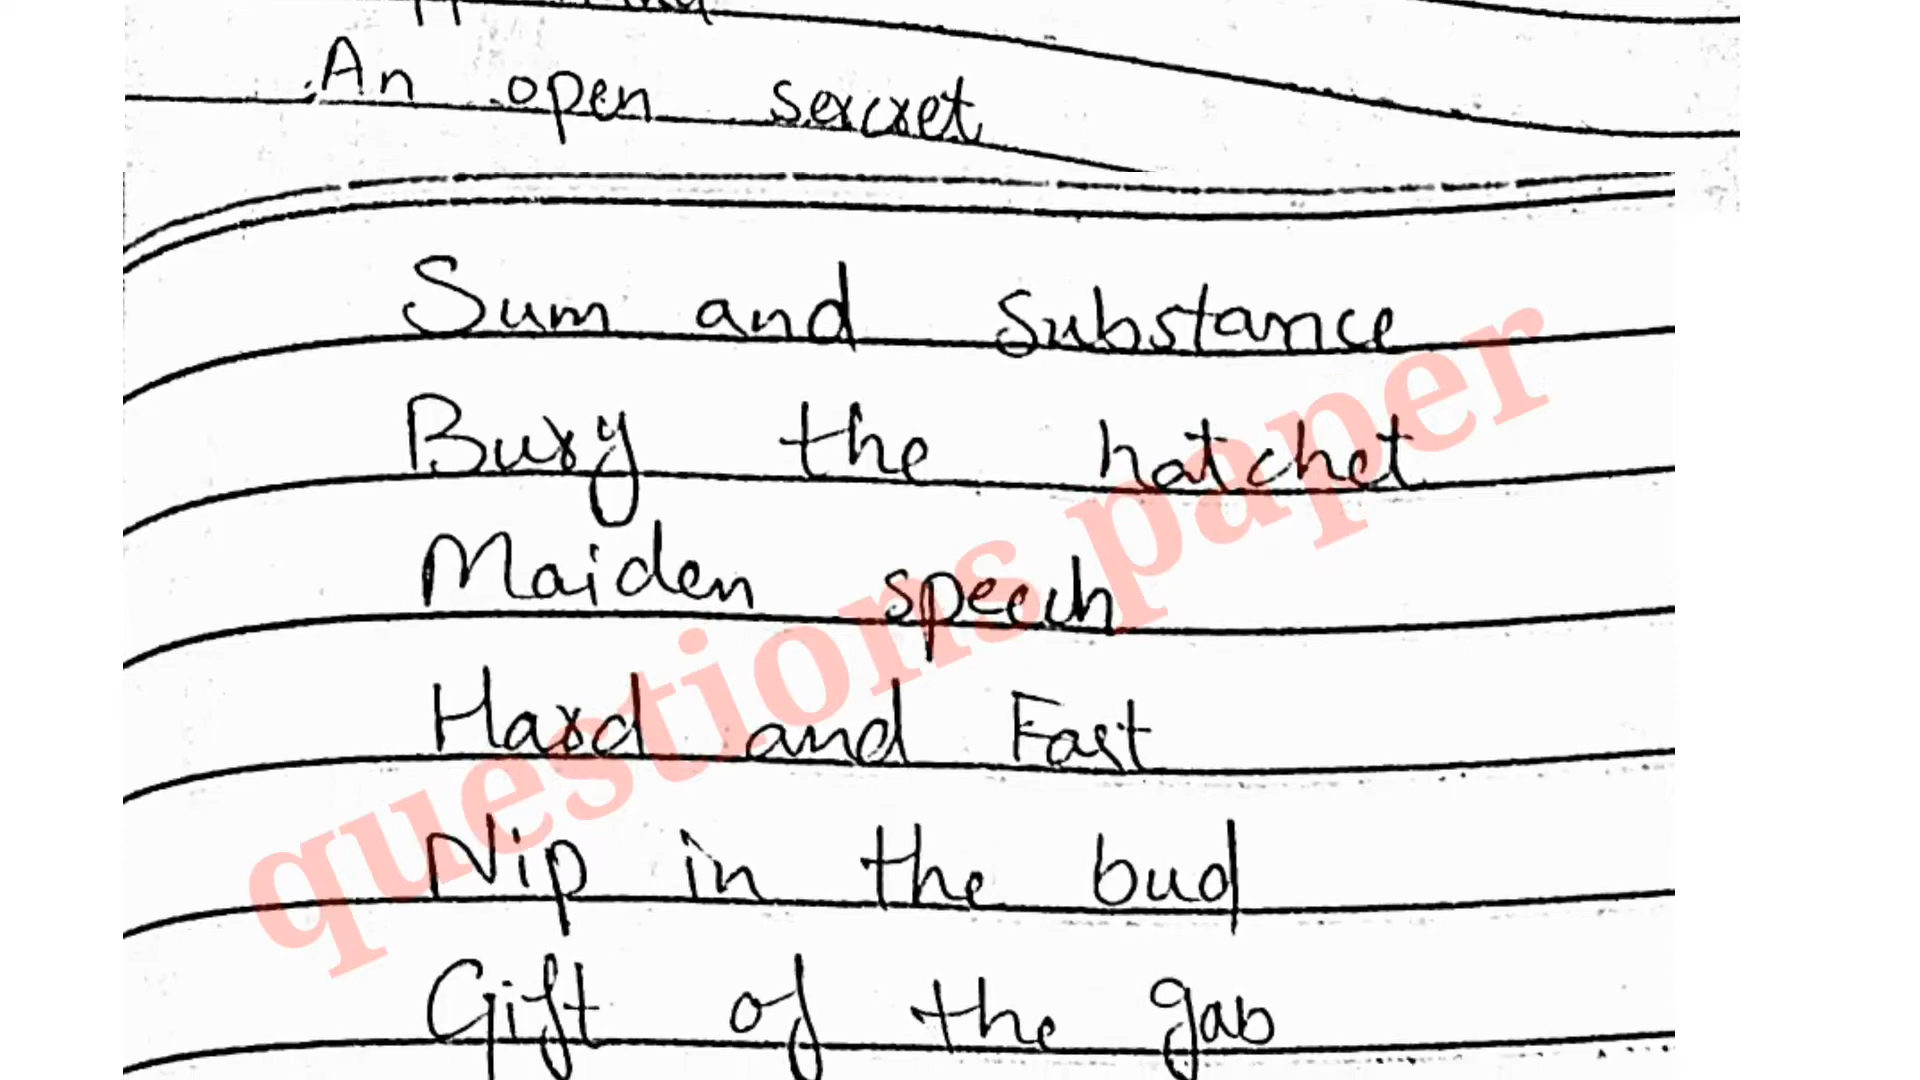 An open sercret
Sum and Substance
Bury the hatchet
Maiden speech
Hard and Fast
Nip in the bud
Gift of the gab
questions paper